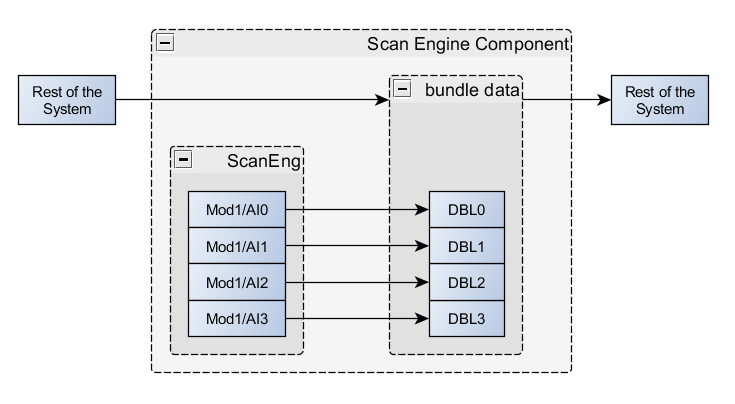 Scan Engine Component
Rest of the
System
bundle data
Rest of the
System
ScanEng
Mod1/AI0
DBL0
Mod1/AI1
DBL1
Mod1/AI2
DBL2
Mod1/AI3
DBL3